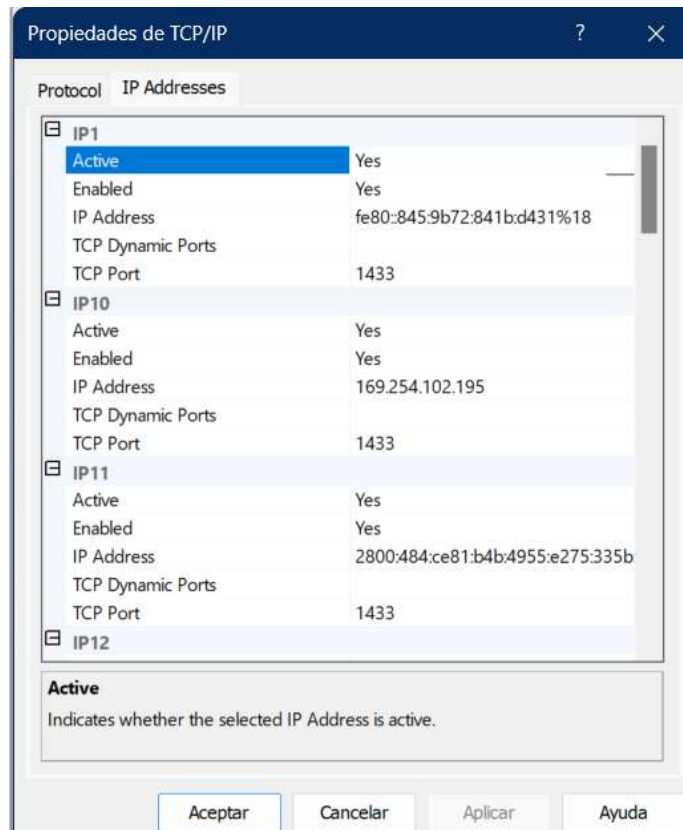 Propiedades de TCP/IP ?
Protocol IP Addresses
IP1
Active Yes
Enabled Yes
IP Address fe80::845:9b72:841b:d431%18
TCP Dynamic Ports
TCP Port 1433
IP10
Active Yes
Enabled Yes
IP Address 169.254.102.195
TCP Dynamic Ports
TCP Port 1433
IP11
Active Yes
Enabled Yes
IP Address 2800:484:ce81:b4b:4955:e275:335b:
TCP Dynamic Ports
TCP Port 1433
IP12
Active
Indicates whether the selected IP Address is active.
Aceptar Cancelar Aplicar Ayuda